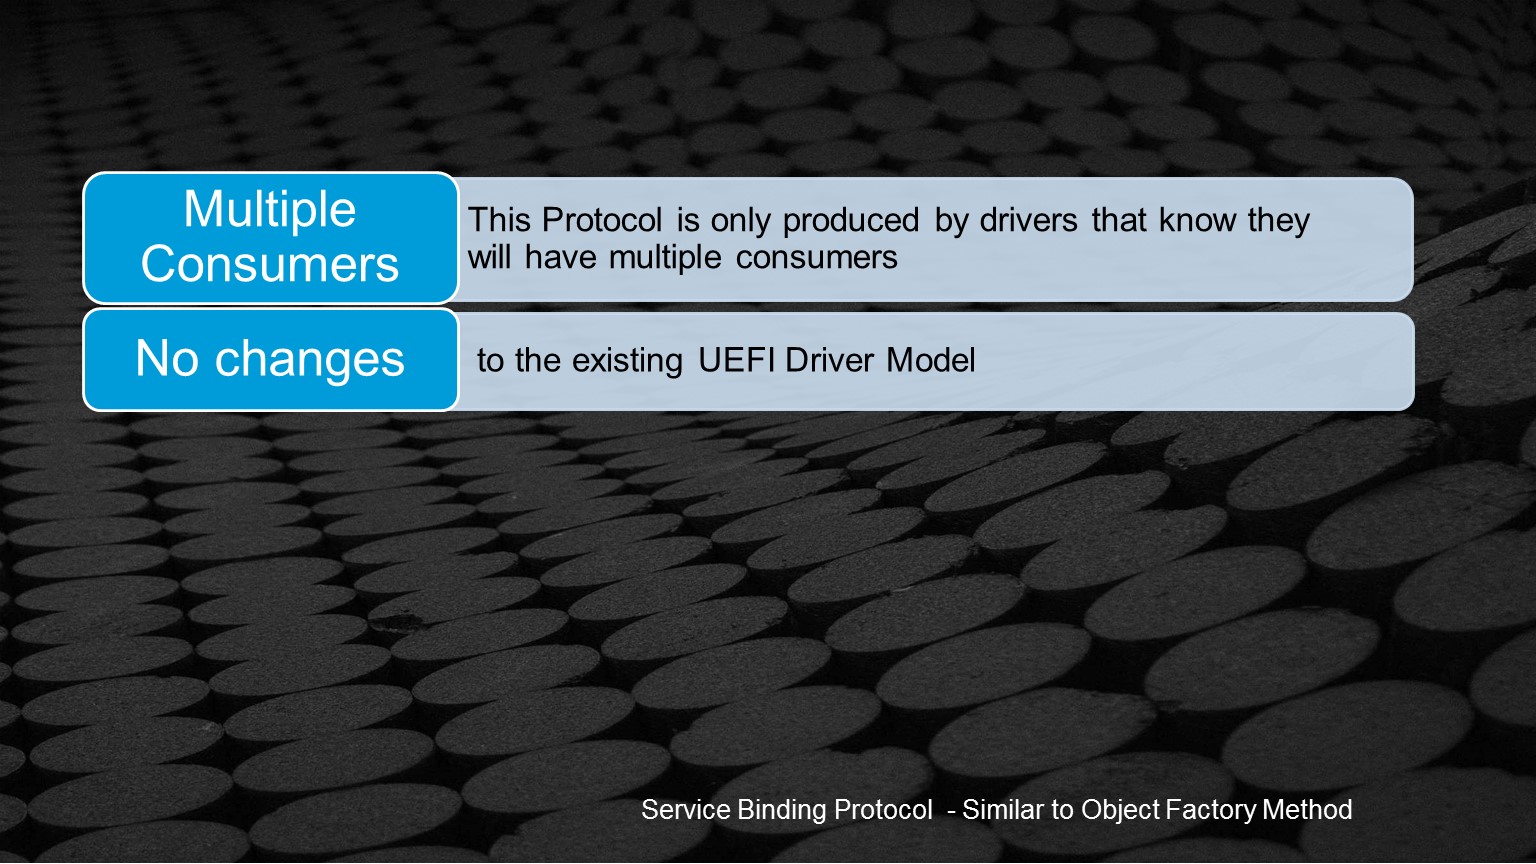 Multiple
Consumers
This Protocol is only produced by drivers that know they
will have multiple consumers
No changes
to the existing UEFI Driver Model
Service Binding Protocol - Similar to Object Factory Method